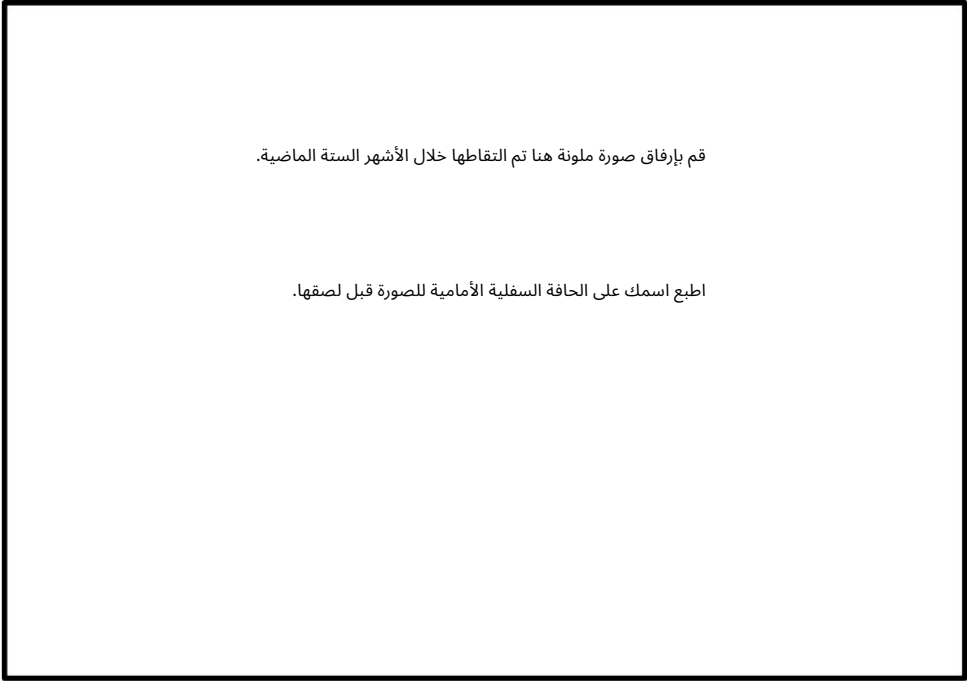 قم بإرفاق صورة ملونة هنا تم التقاطها خلال الأشهر الستة الماضية.
اطبع اسمك على الحافة السفلية الأمامية للصورة قبل لصقها.